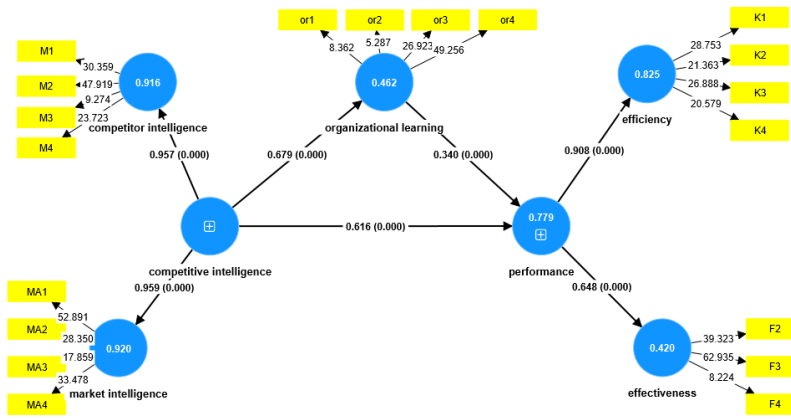 or1
or2
or3
or4
8.362
5.287
26.923
49.256
0.462
organizational learning
M1
M2
M3
M4
30.359
47.919
9.274
23.723
0.916
competitor intelligence
K1
K2
K3
K4
28.753
21.363
26.888
20.579
0.825
efficiency
0.957 (0.000)
0.679 (0.000)
0.340 (0.000)
0.908 (0.000)
competitive intelligence
0.616 (0.000)
0.779
performance
0.959 (0.000)
0.648 (0.000)
MA1
MA2
MA3
MA4
52.891
28.350
17.859
33.478
0.920
market intelligence
0.420
effectiveness
39.323
62.935
8.224
F2
F3
F4